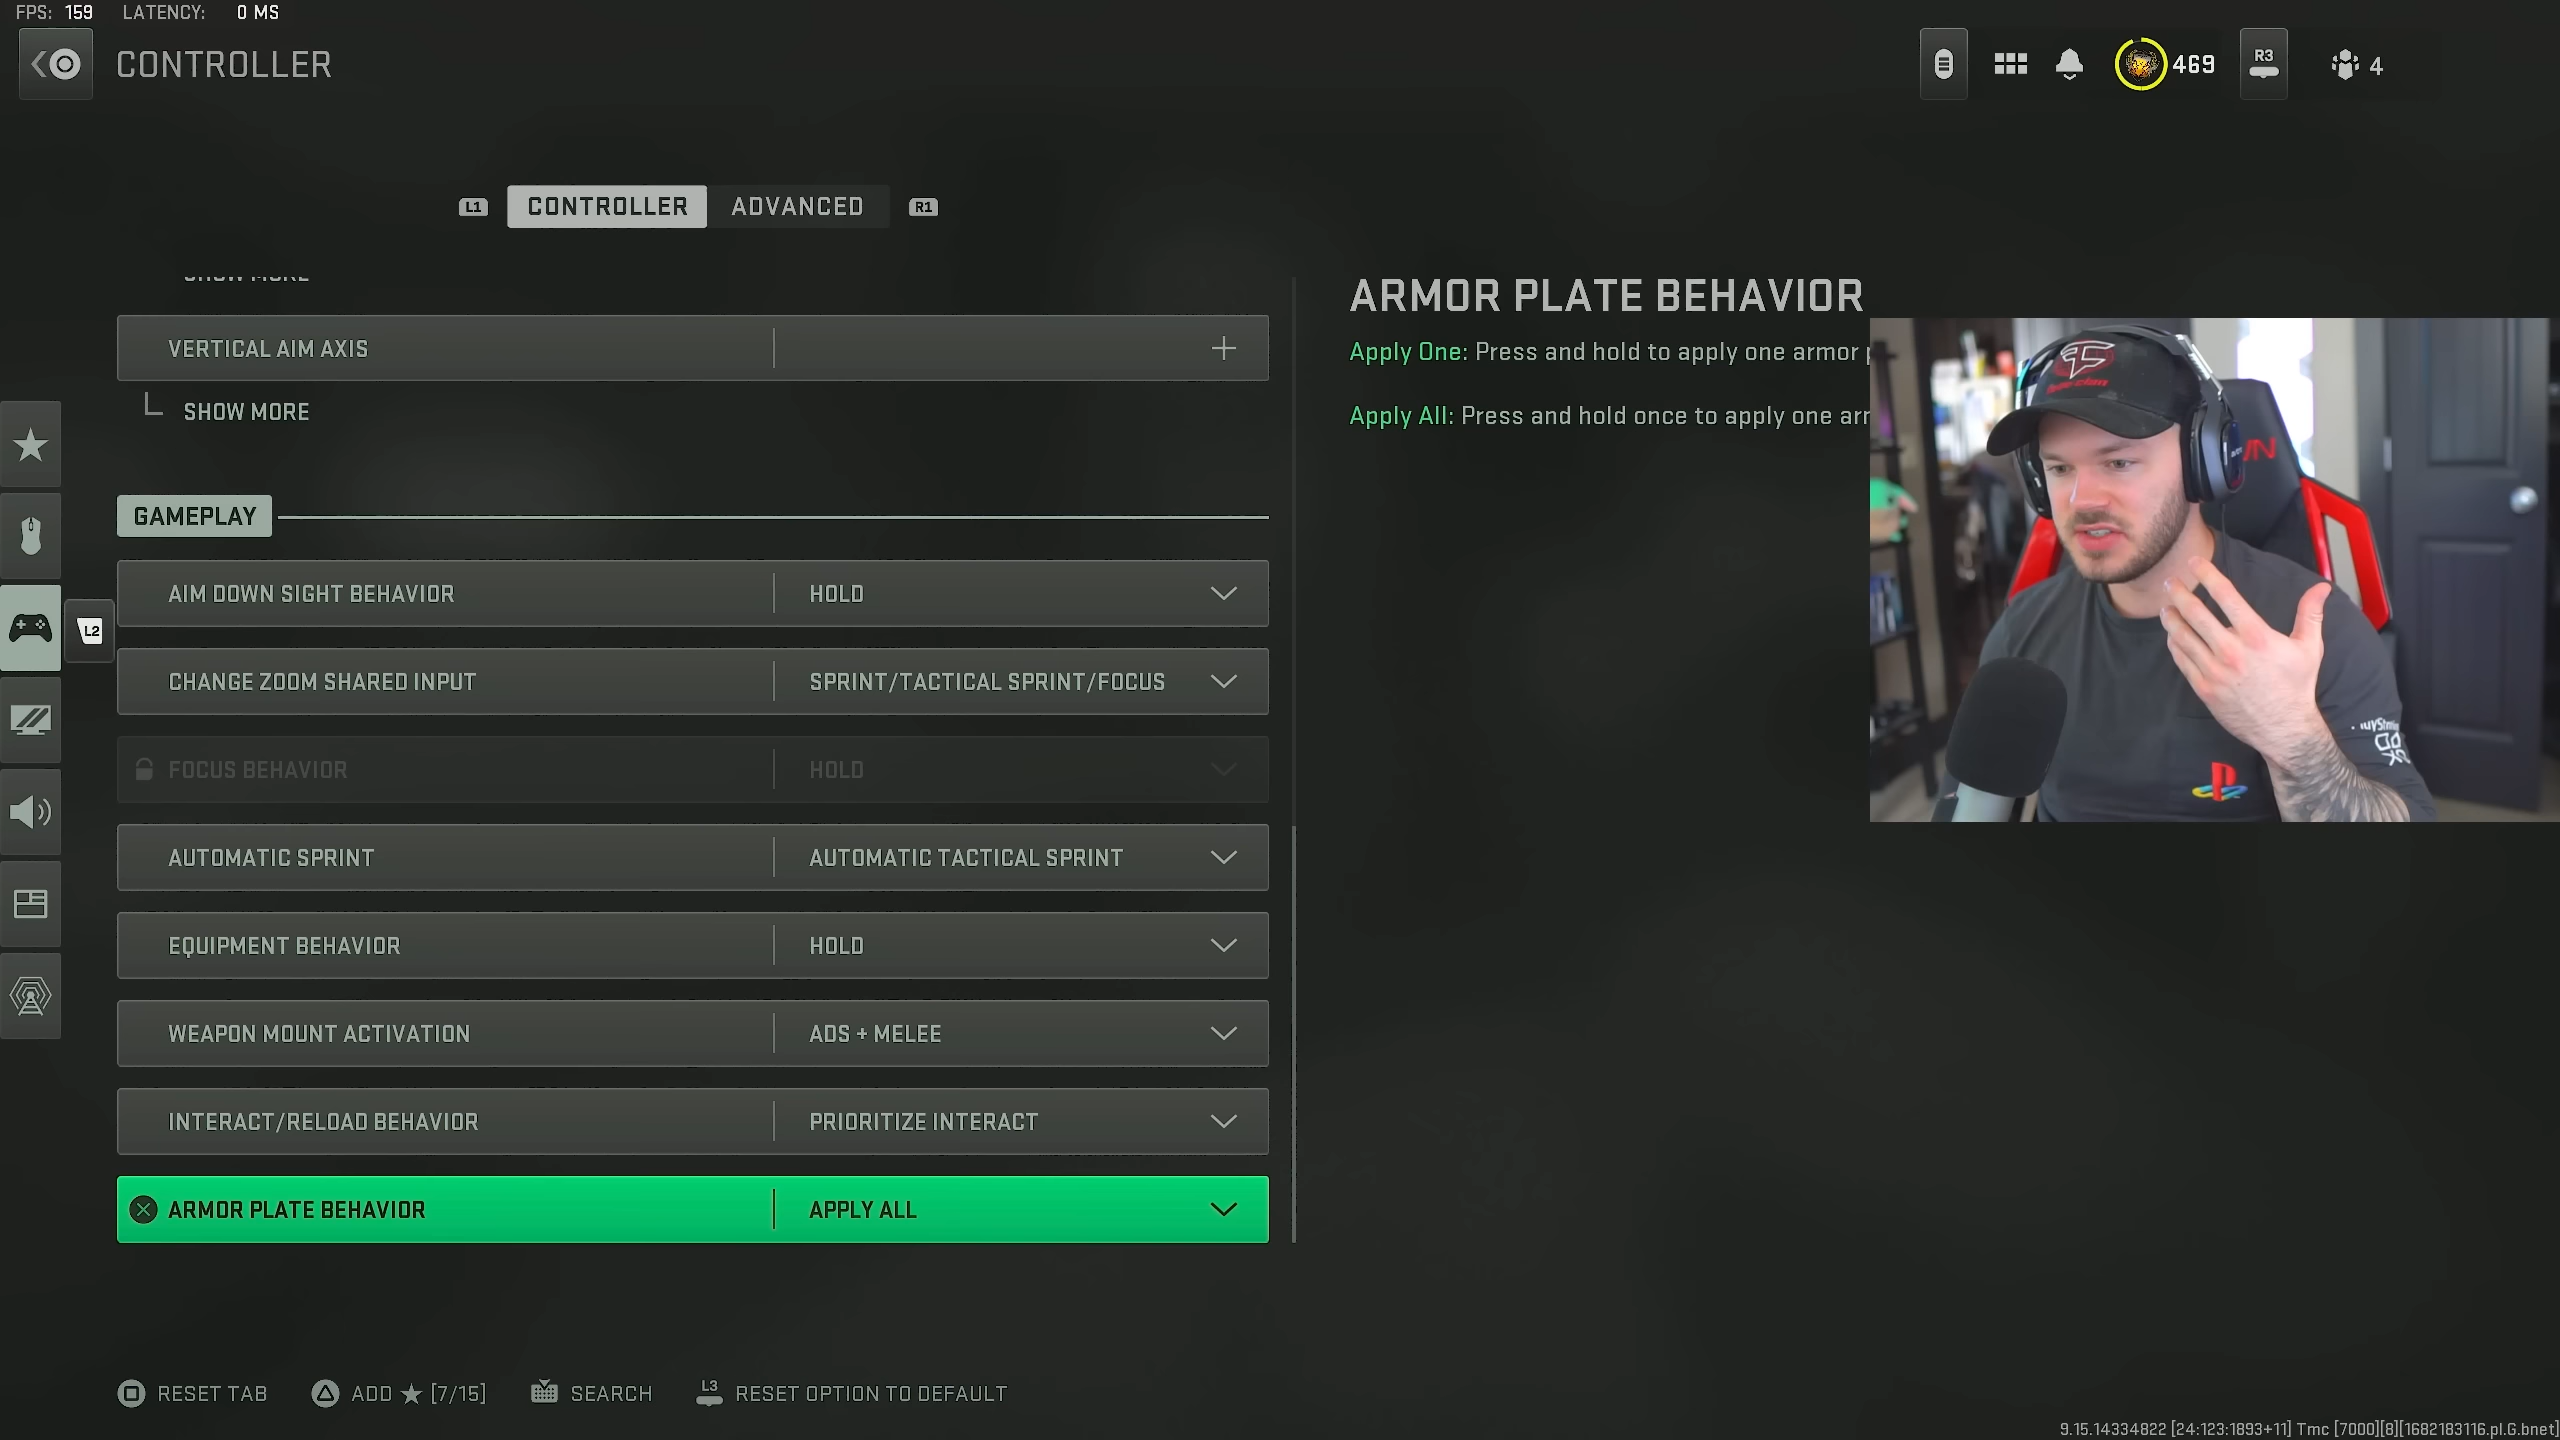 FPS: 159 LATENCY: 0 MS
CONTROLLER
469
R3
4
L1
CONTROLLER
ADVANCED
R1
SHOW MORE
VERTICAL AIM AXIS
SHOW MORE
GAMEPLAY
AIM DOWN SIGHT BEHAVIOR HOLD
L2
CHANGE ZOOM SHARED INPUT SPRINT/TACTICAL SPRINT/FOCUS
FOCUS BEHAVIOR HOLD
AUTOMATIC SPRINT AUTOMATIC TACTICAL SPRINT
EQUIPMENT BEHAVIOR HOLD
WEAPON MOUNT ACTIVATION ADS + MELEE
INTERACT/RELOAD BEHAVIOR PRIORITIZE INTERACT
ARMOR PLATE BEHAVIOR APPLY ALL
ARMOR PLATE BEHAVIOR
Apply One: Press and hold to apply one armor
Apply All: Press and hold once to apply one
RESET TAB ADD ★ [7/15] SEARCH L3 RESET OPTION TO DEFAULT
9.15.14334822 [24:123:1893+11] Tmc [7000][8][1682183116.pl.G.bnet]